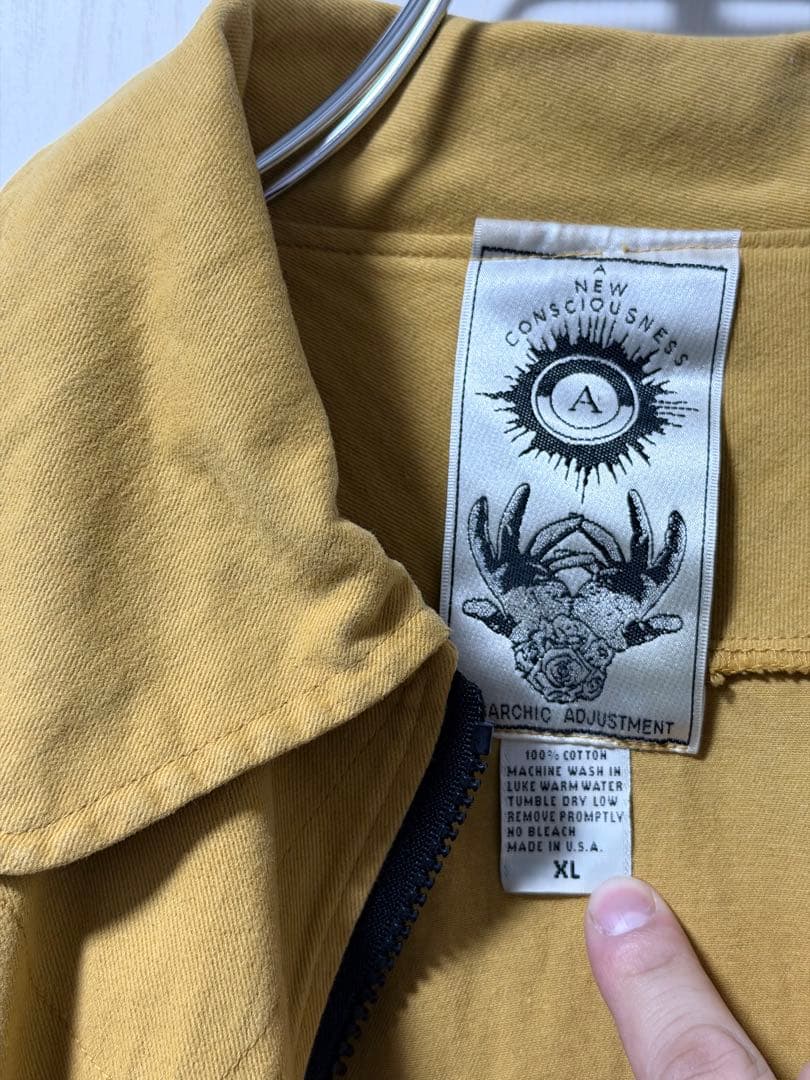 A
NEW
CONSCIOUSNESS
A
ARCHIC ADJUSTMENT
100% COTTON
MACHINE WASH IN
LUKE WARM WATER
TUMBLE DRY LOW
REMOVE PROMPTLY
NO BLEACH
MADE IN U.S.A.
XL